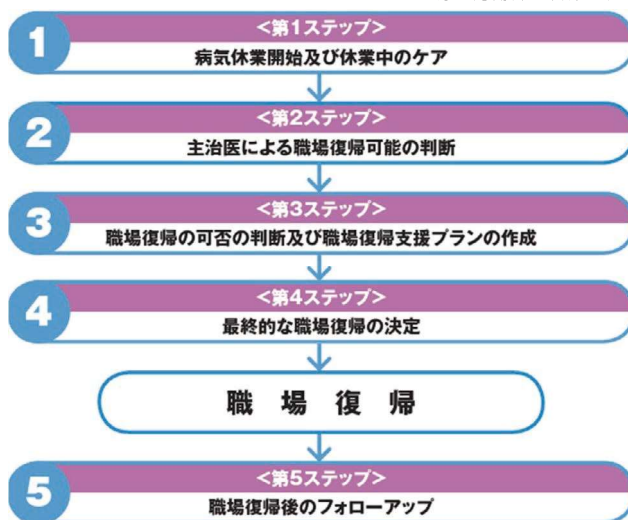 1
<第1ステップ>
病気休業開始及び休業中のケア
2
<第2ステップ>
主治医による職場復帰可能の判断
3
<第3ステップ>
職場復帰の可否の判断及び職場復帰支援プランの作成
4
<第4ステップ>
最終的な職場復帰の決定
職場復帰
5
<第5ステップ>
職場復帰後のフォローアップ